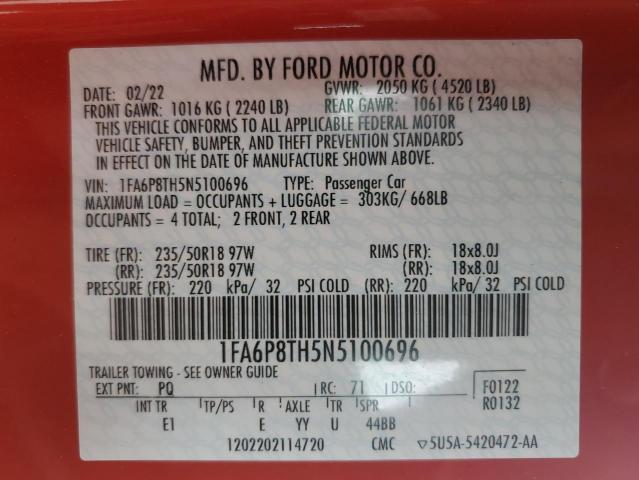 MFD. BY FORD MOTOR CO.
DATE: 02/22 GVWR: 2050 KG ( 4520 LB)
FRONT GAWR: 1016 KG ( 2240 LB) REAR GAWR: 1061 KG ( 2340 LB)
THIS VEHICLE CONFORMS TO ALL APPLICABLE FEDERAL MOTOR
VEHICLE SAFETY, BUMPER, AND THEFT PREVENTION STANDARDS
IN EFFECT ON THE DATE OF MANUFACTURE SHOWN ABOVE.
VIN: 1FA6P8TH5N5100696 TYPE: Passenger Car
MAXIMUM LOAD = OCCUPANTS + LUGGAGE = 303KG/ 668LB
OCCUPANTS = 4 TOTAL; 2 FRONT, 2 REAR
TIRE (FR): 235/50R18 97W RIMS (FR): 18x8.0J
(RR): 235/50R18 97W (RR): 18x8.0J
PRESSURE (FR): 220 kPa/ 32 PSI COLD (RR): 220 kPa/ 32 PSI COLD
1FA6P8TH5N5100696
TRAILER TOWING - SEE OWNER GUIDE
EXT PNT: PQ RC: 71 DSO: F0122
INT TR TP/PS R AXLE TR SPR R0132
E1 E YY U 44BB
1202202114720 CMC ▽5U5A-5420472-AA